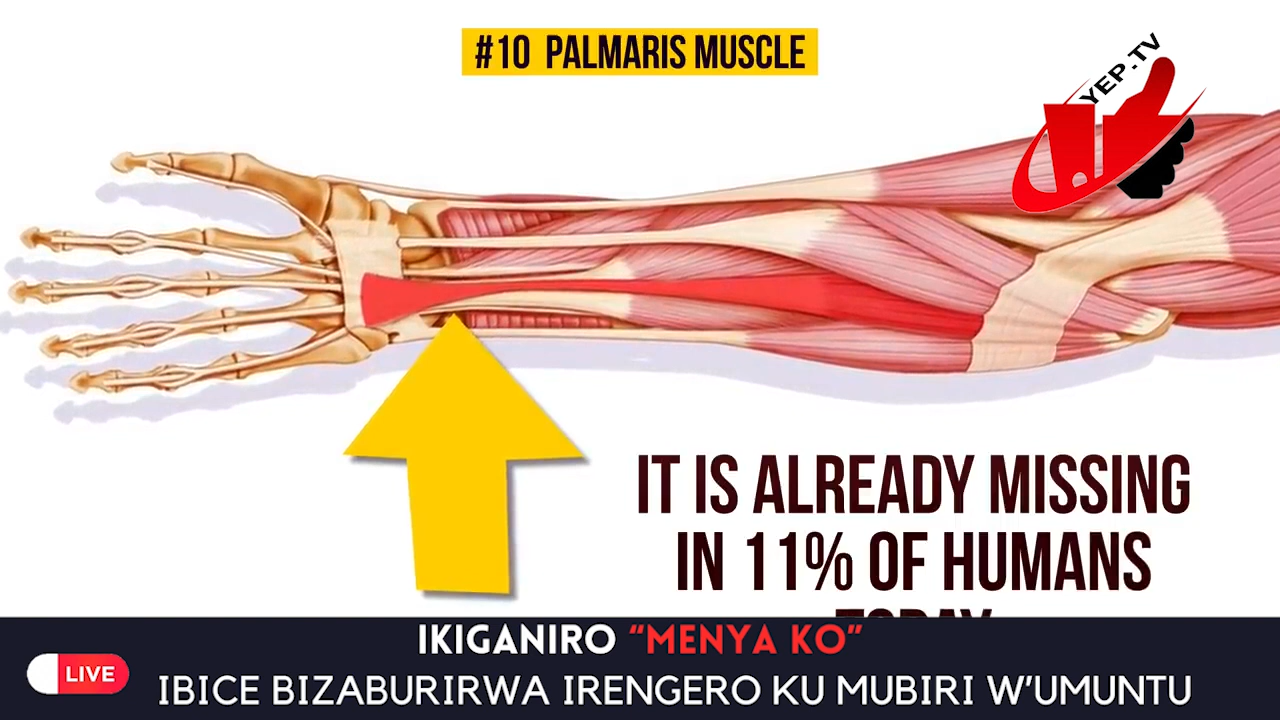 #10 PALMARIS MUSCLE
YEP.TV
IT IS ALREADY MISSING
IN 11% OF HUMANS
TODAY
IKIGANIRO “MENYA KO”
LIVE
IBICE BIZABURIRWA IRENGERO KU MUBIRI W’UMUNTU